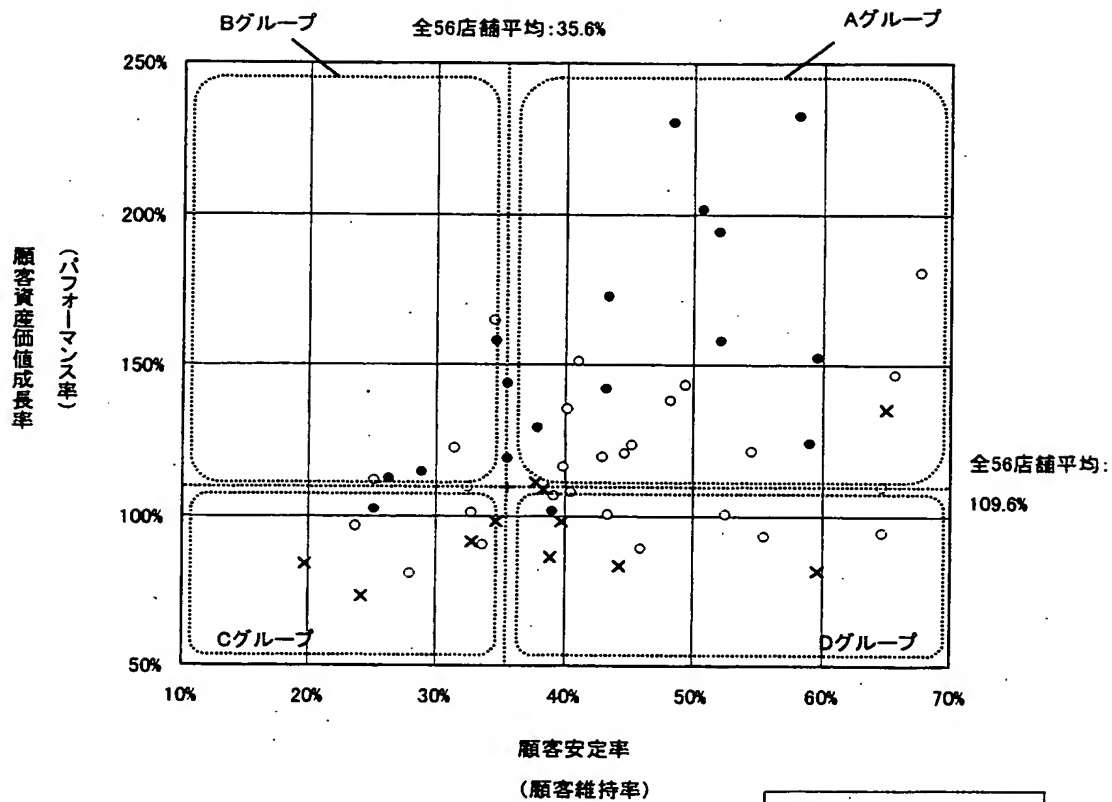 Bグループ
全56店舗平均:35.6%
Aグループ
250%
200%
150%
100%
50%
顧客資産価値成長率
(パフォーマンス率)
全56店舗平均:
109.6%
Cグループ
Dグループ
10% 20% 30% 40% 50% 60% 70%
顧客安定率
(顧客維持率)